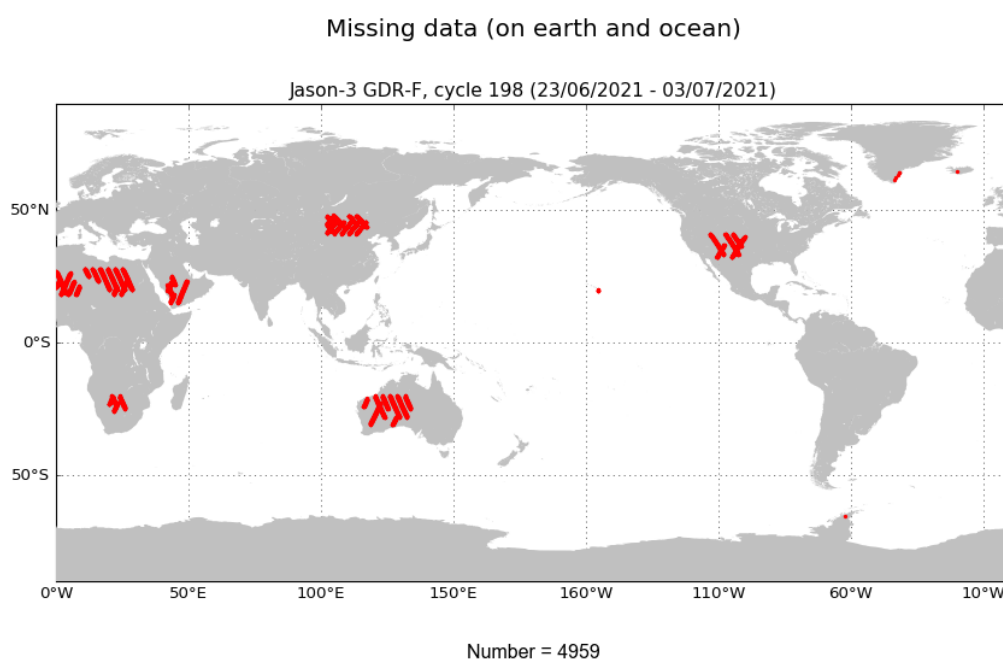 Missing data (on earth and ocean)
Jason-3 GDR-F, cycle 198 (23/06/2021 - 03/07/2021)
50°N
0°S
50°S
0°W 50°E 100°E 150°E 160°W 110°W 60°W 10°W
Number = 4959